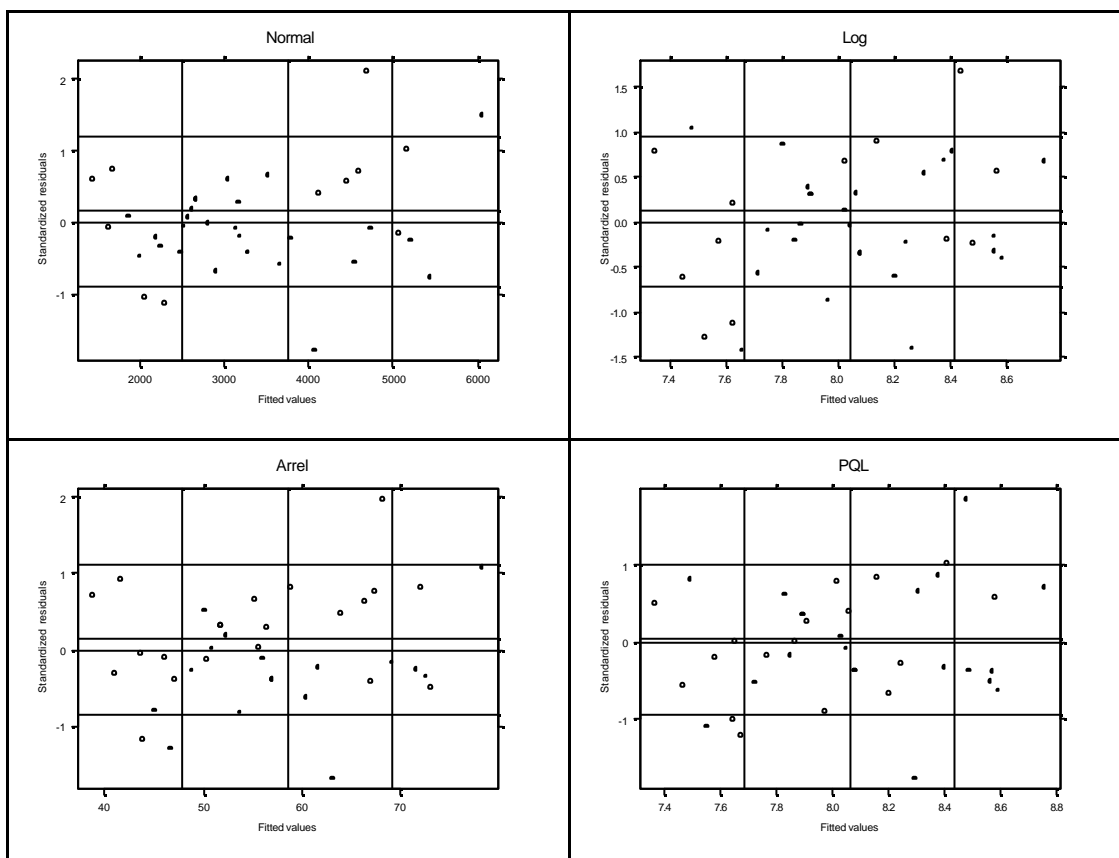 Normal
Standardized residuals
2
1
0
-1
2000 3000 4000 5000 6000
Fitted values
Log
Standardized residuals
1.5
1.0
0.5
0.0
-0.5
-1.0
-1.5
7.4 7.6 7.8 8.0 8.2 8.4 8.6
Fitted values
Arrel
Standardized residuals
2
1
0
-1
40 50 60 70
Fitted values
PQL
Standardized residuals
1
0
-1
7.4 7.6 7.8 8.0 8.2 8.4 8.6 8.8
Fitted values